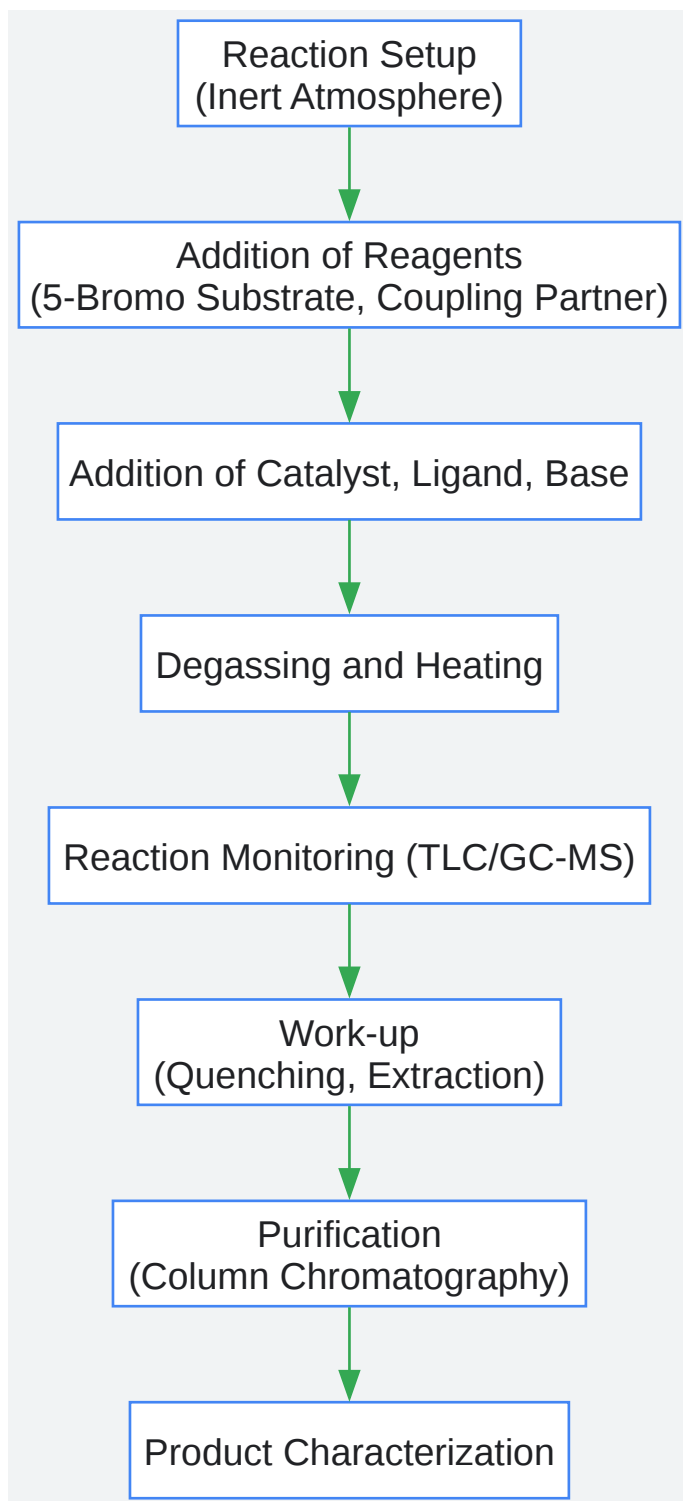 Reaction Setup
(Inert Atmosphere)
Addition of Reagents
(5-Bromo Substrate, Coupling Partner)
Addition of Catalyst, Ligand, Base
Degassing and Heating
Reaction Monitoring (TLC/GC-MS)
Work-up
(Quenching, Extraction)
Purification
(Column Chromatography)
Product Characterization